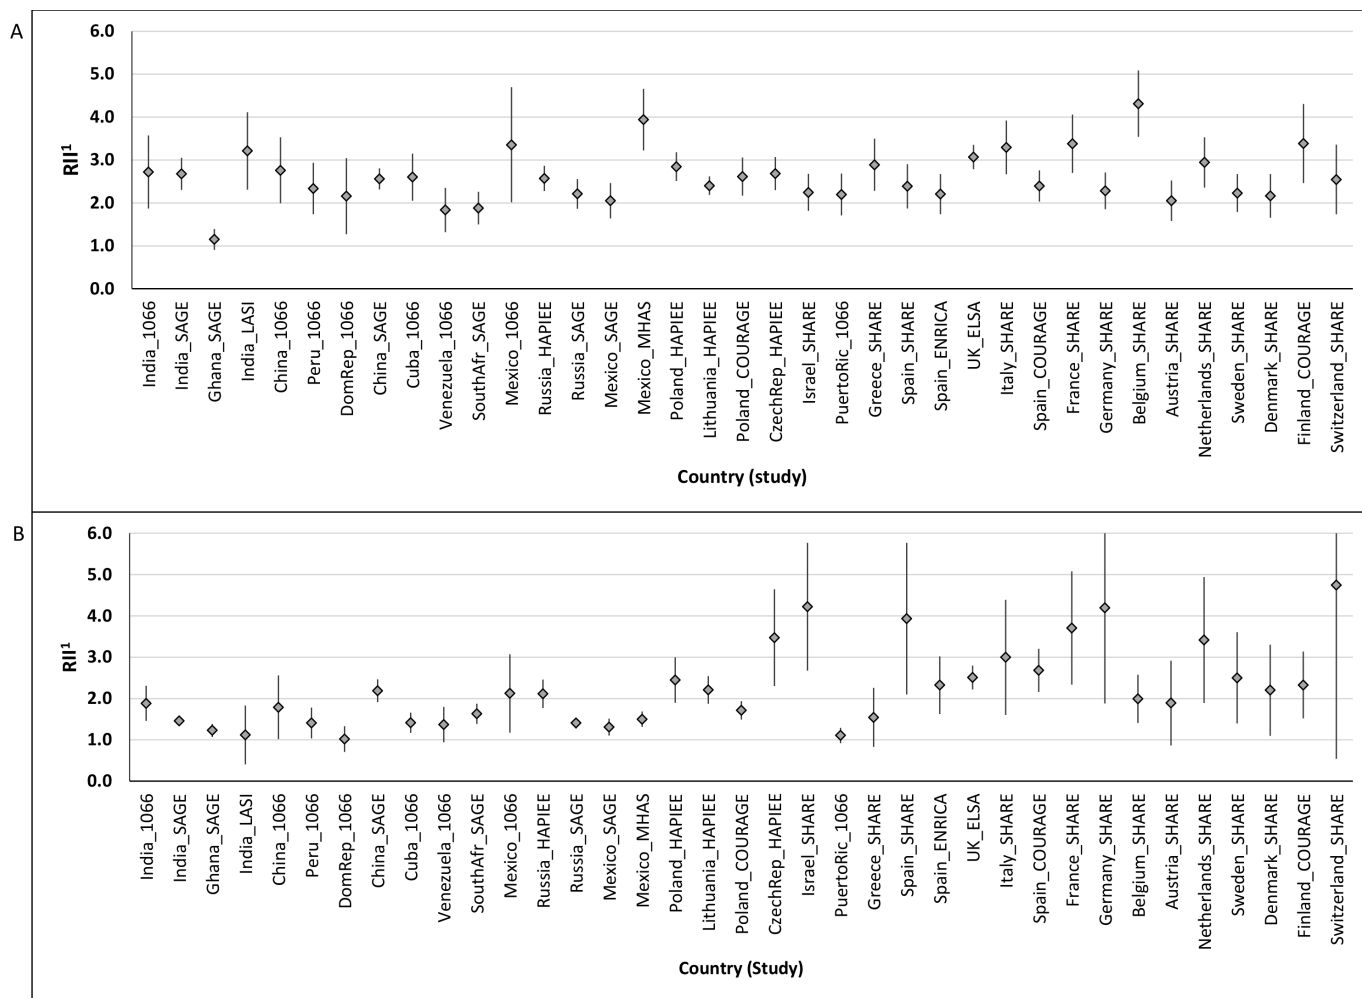 A
RII1
6.0
5.0
4.0
3.0
2.0
1.0
0.0
India_1066
India_SAGE
Ghana_SAGE
India_LASI
China_1066
Peru_1066
DomRep_1066
China_SAGE
Cuba_1066
Venezuela_1066
SouthAfr_SAGE
Mexico_1066
Russia_HAPIEE
Russia_SAGE
Mexico_SAGE
Mexico_MHAS
Poland_HAPIEE
Lithuania_HAPIEE
Poland_COURAGE
CzechRep_HAPIEE
Israel_SHARE
PuertoRic_1066
Greece_SHARE
Spain_SHARE
Spain_ENRICA
UK_ELSA
Italy_SHARE
Spain_COURAGE
France_SHARE
Germany_SHARE
Belgium_SHARE
Austria_SHARE
Netherlands_SHARE
Sweden_SHARE
Denmark_SHARE
Finland_COURAGE
Switzerland_SHARE
Country (study)
B
RII1
6.0
5.0
4.0
3.0
2.0
1.0
0.0
India_1066
India_SAGE
Ghana_SAGE
India_LASI
China_1066
Peru_1066
DomRep_1066
China_SAGE
Cuba_1066
Venezuela_1066
SouthAfr_SAGE
Mexico_1066
Russia_HAPIEE
Russia_SAGE
Mexico_SAGE
Mexico_MHAS
Poland_HAPIEE
Lithuania_HAPIEE
Poland_COURAGE
CzechRep_HAPIEE
Israel_SHARE
PuertoRic_1066
Greece_SHARE
Spain_SHARE
Spain_ENRICA
UK_ELSA
Italy_SHARE
Spain_COURAGE
France_SHARE
Germany_SHARE
Belgium_SHARE
Austria_SHARE
Netherlands_SHARE
Sweden_SHARE
Denmark_SHARE
Finland_COURAGE
Switzerland_SHARE
Country (Study)